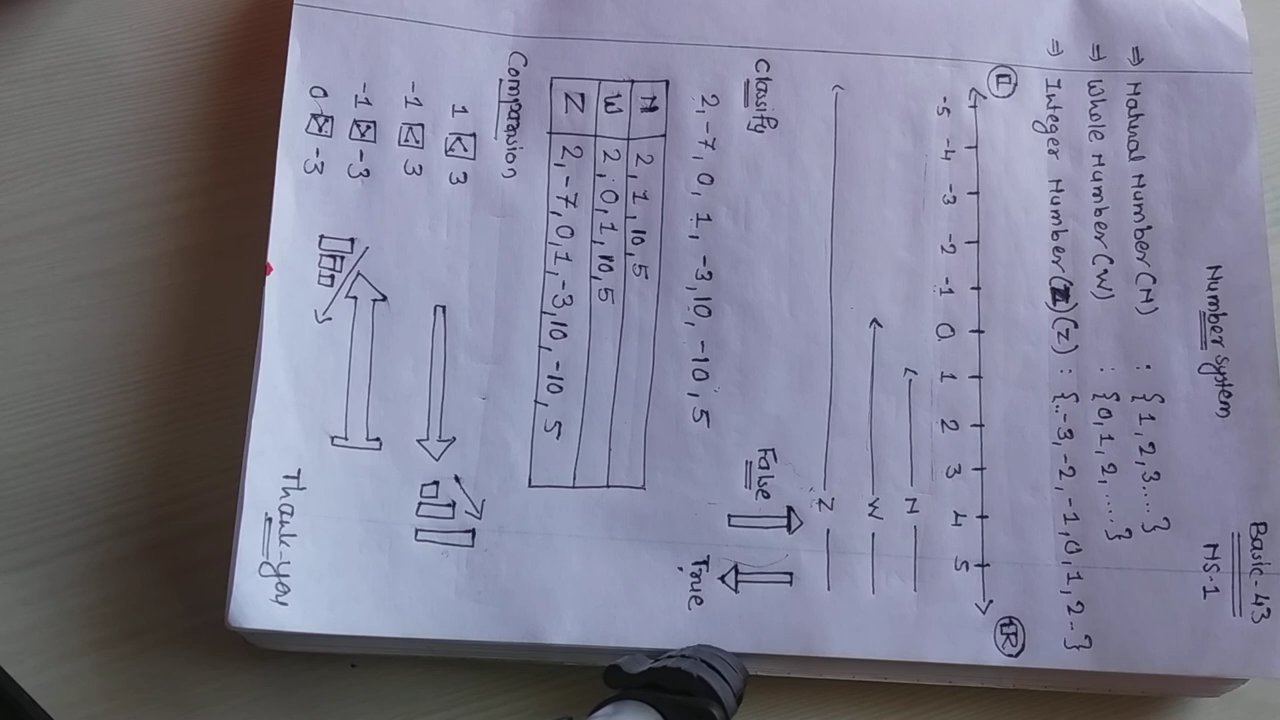 Basic-43
Number system NS-1
⇒ Natural Number (N) : {1, 2, 3....}
⇒ Whole Number (W) : {0, 1, 2, .....}
⇒ Integer Number (Z) (Z) : {..-3, -2, -1, 0, 1, 2..}
-5 -4 -3 -2 -1 0 1 2 3 4 5
N
W
Z
Classify False True
2, -7, 0, 1, -3, 10, -10, 5
N 2, 1, 10, 5
W 2, 0, 1, 10, 5
Z 2, -7, 0, 1, -3, 10, -10, 5
Comparasion
1 < 3
-1 < 3
-1 > -3
0 > -3
Thank-you